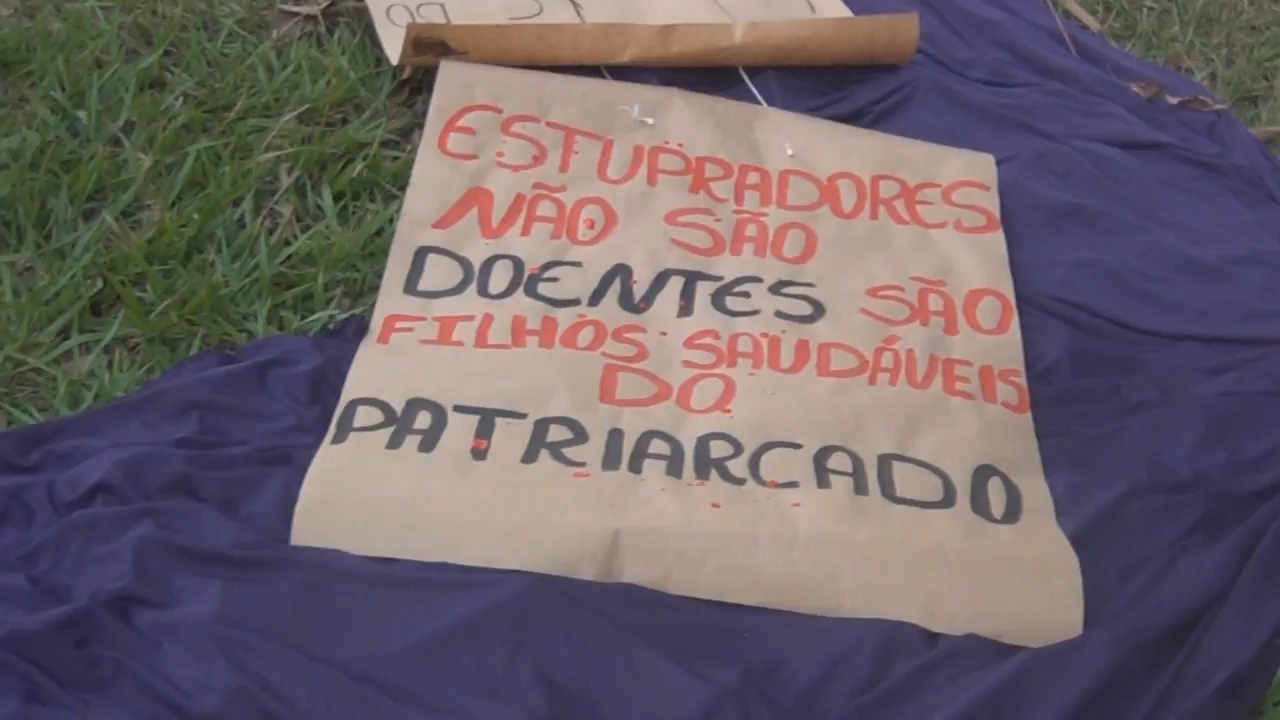 ESTUPRADORES
NÃO SÃO
DOENTES SÃO
FILHOS SAUDÁVEIS
DO
PATRIARCADO